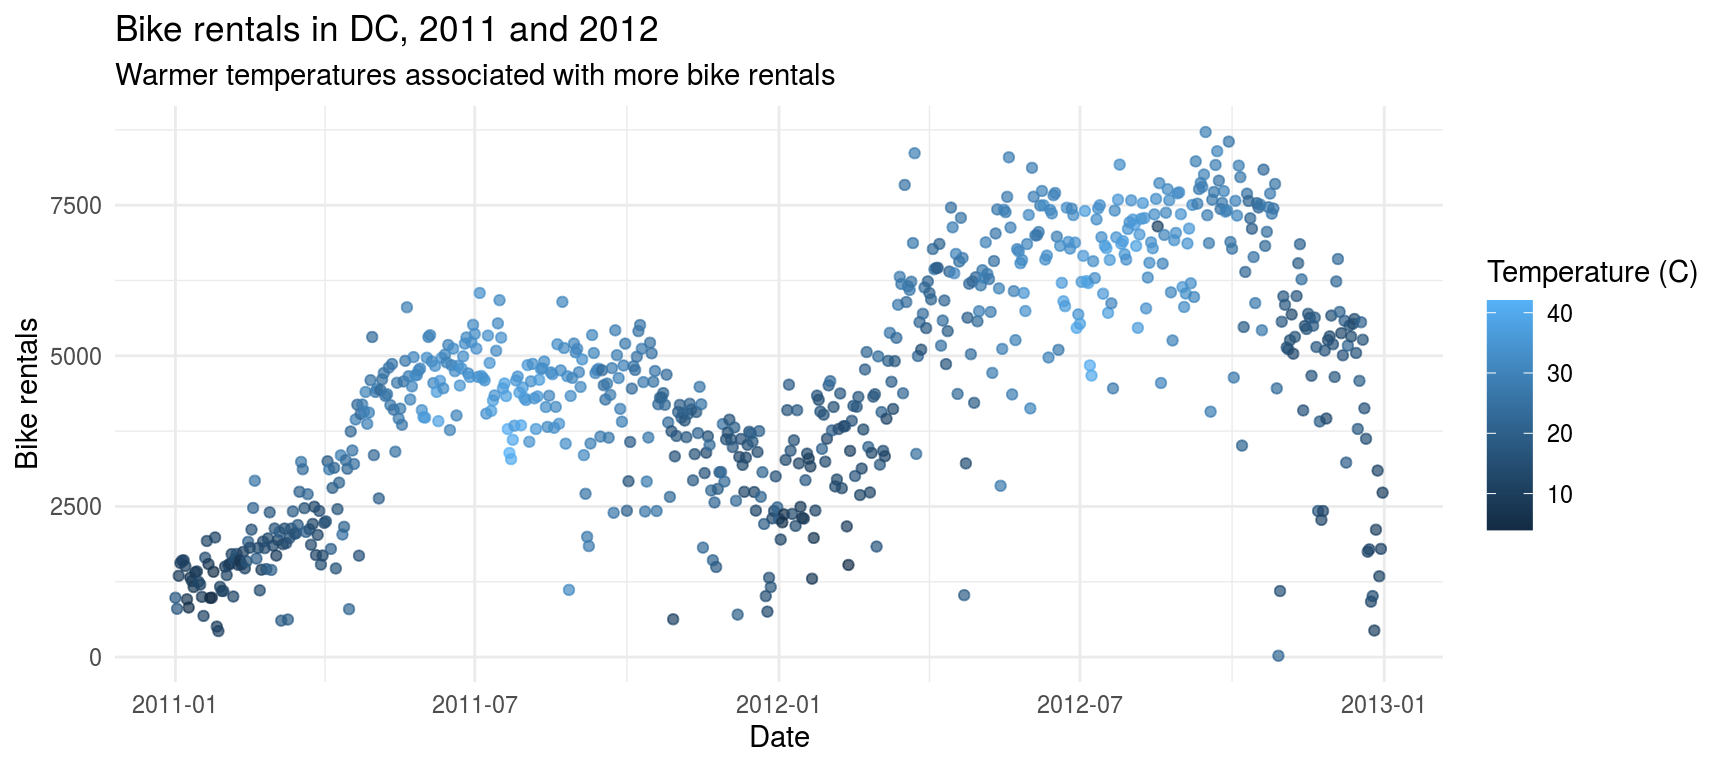 Bike rentals in DC, 2011 and 2012
Warmer temperatures associated with more bike rentals
Bike rentals
7500
5000
2500
0
2011-01
2011-07
2012-01
2012-07
2013-01
Date
Temperature (C)
40
30
20
10